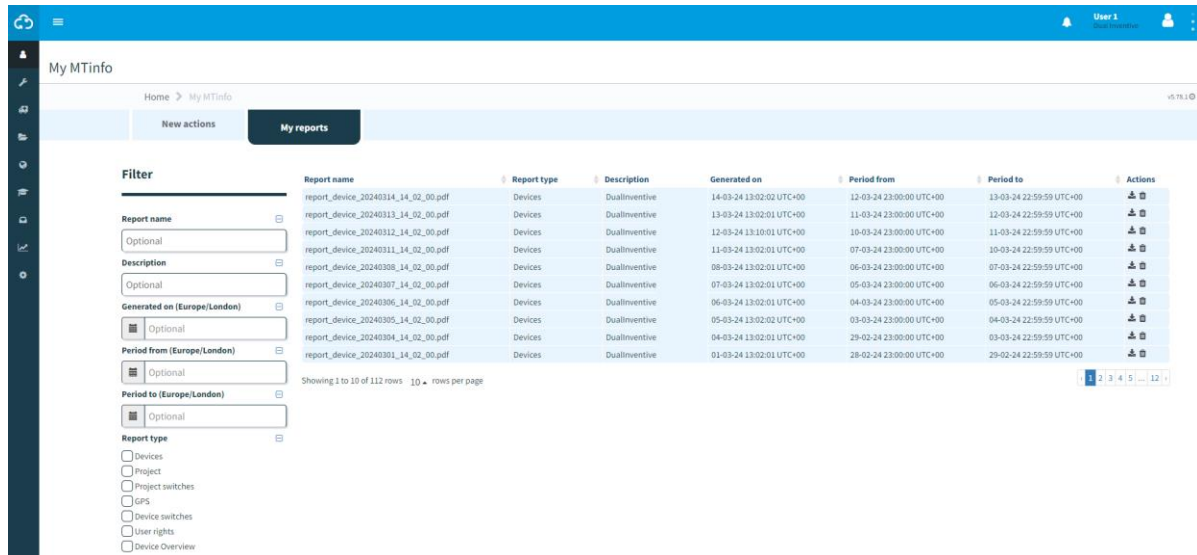 User 1
Dual Inventive
My MTinfo
Home My MTinfo
v5.75.1
New actions
My reports
Filter
Report name
Optional
Description
Optional
Generated on (Europe/London)
Optional
Period from (Europe/London)
Optional
Period to (Europe/London)
Optional
Report type
Devices
Project
Project switches
GPS
Device switches
User rights
Device Overview
Report name Report type Description Generated on Period from Period to Actions
report_device_20240314_14_02_00.pdf Devices DualInventive 14-03-24 13:02:02 UTC+00 12-03-24 23:00:00 UTC+00 13-03-24 22:59:59 UTC+00
report_device_20240313_14_02_00.pdf Devices DualInventive 13-03-24 13:02:01 UTC+00 11-03-24 23:00:00 UTC+00 12-03-24 22:59:59 UTC+00
report_device_20240312_14_02_00.pdf Devices DualInventive 12-03-24 13:10:01 UTC+00 10-03-24 23:00:00 UTC+00 11-03-24 22:59:59 UTC+00
report_device_20240311_14_02_00.pdf Devices DualInventive 11-03-24 13:02:01 UTC+00 07-03-24 23:00:00 UTC+00 10-03-24 22:59:59 UTC+00
report_device_20240308_14_02_00.pdf Devices DualInventive 08-03-24 13:02:01 UTC+00 06-03-24 23:00:00 UTC+00 07-03-24 22:59:59 UTC+00
report_device_20240307_14_02_00.pdf Devices DualInventive 07-03-24 13:02:01 UTC+00 05-03-24 23:00:00 UTC+00 06-03-24 22:59:59 UTC+00
report_device_20240306_14_02_00.pdf Devices DualInventive 06-03-24 13:02:01 UTC+00 04-03-24 23:00:00 UTC+00 05-03-24 22:59:59 UTC+00
report_device_20240305_14_02_00.pdf Devices DualInventive 05-03-24 13:02:02 UTC+00 03-03-24 23:00:00 UTC+00 04-03-24 22:59:59 UTC+00
report_device_20240304_14_02_00.pdf Devices DualInventive 04-03-24 13:02:01 UTC+00 29-02-24 23:00:00 UTC+00 03-03-24 22:59:59 UTC+00
report_device_20240301_14_02_00.pdf Devices DualInventive 01-03-24 13:02:01 UTC+00 28-02-24 23:00:00 UTC+00 29-02-24 22:59:59 UTC+00
Showing 1 to 10 of 112 rows 10 rows per page
‹ 1 2 3 4 5 ... 12 ›